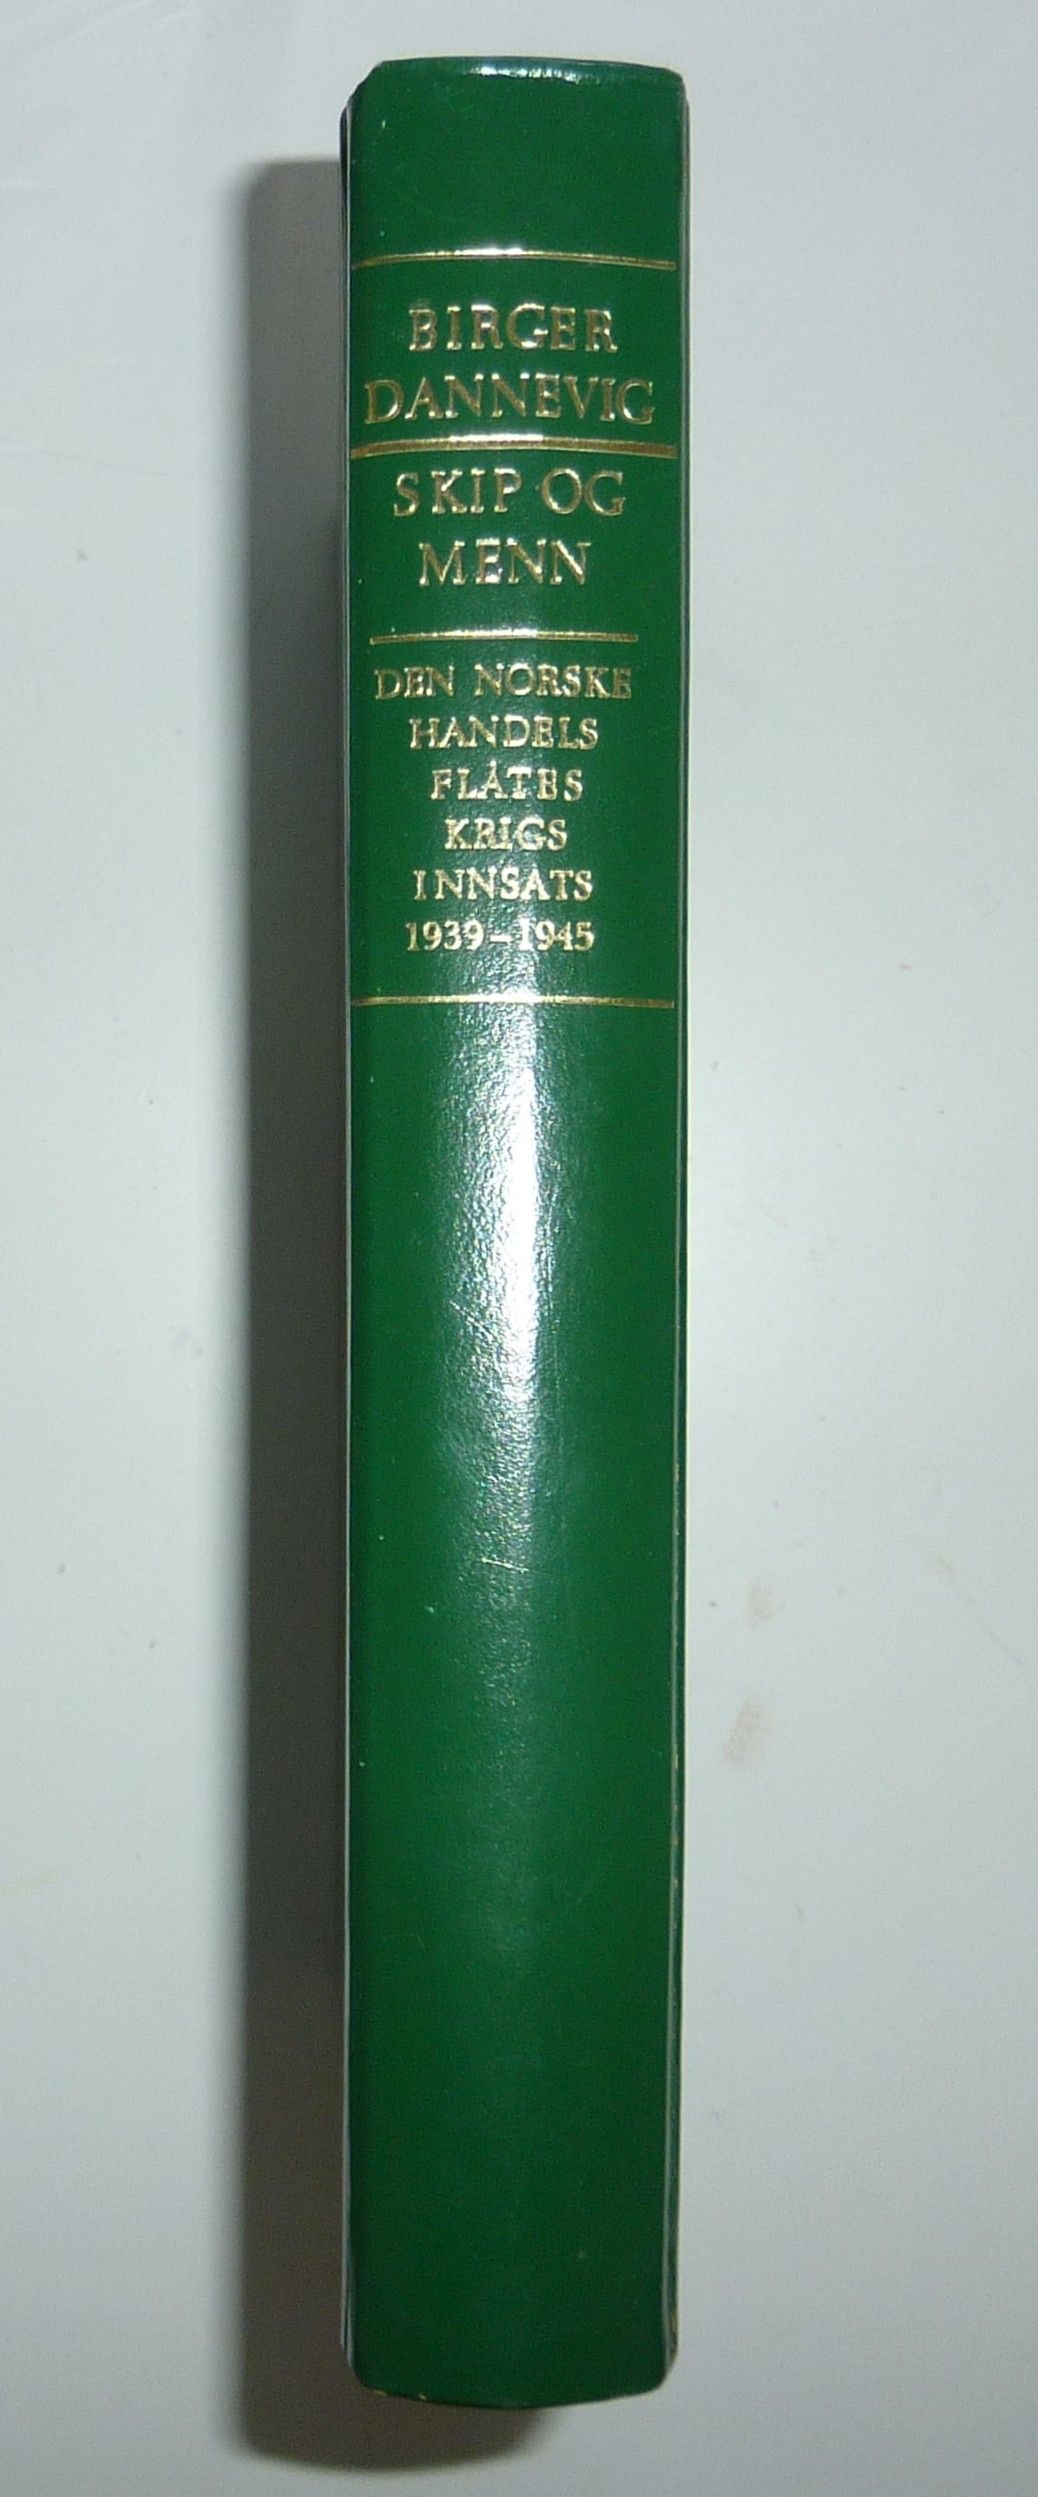 BIRGER
DANNEVIG
SKIP OG
MENN
DEN NORSKE
HANDELS
FLÅTES
KRIGS
INNSATS
1939-1945